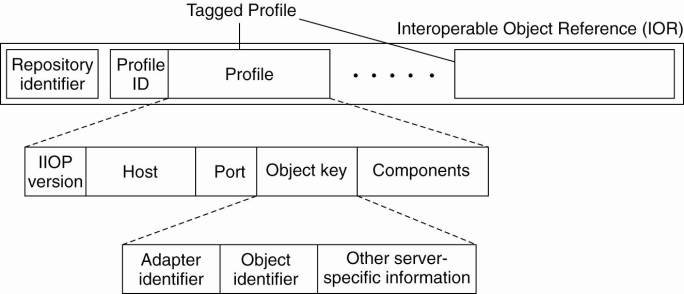 Tagged Profile
Interoperable Object Reference (IOR)
Repository
identifier
Profile
ID
Profile
IIOP
version
Host
Port
Object key
Components
Adapter
identifier
Object
identifier
Other server-
specific information